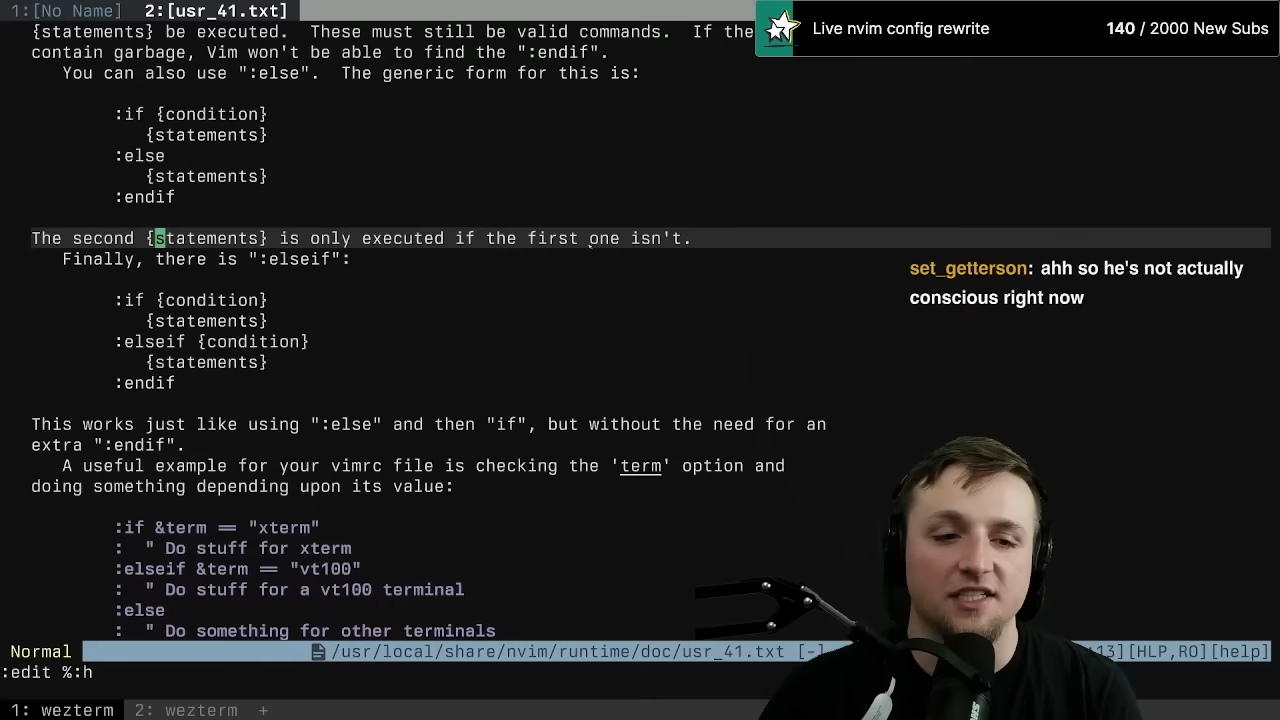 1:[No Name]  2:[usr_41.txt]
Live nvim config rewrite 140 / 2000 New Subs
{statements} be executed.  These must still be valid commands.  If the
contain garbage, Vim won't be able to find the ":endif".
You can also use ":else".  The generic form for this is:
:if {condition}
{statements}
:else
{statements}
:endif
The second {statements} is only executed if the first one isn't.
Finally, there is ":elseif":
set_getterson: ahh so he's not actually
conscious right now
:if {condition}
{statements}
:elseif {condition}
{statements}
:endif
This works just like using ":else" and then "if", but without the need for an
extra ":endif".
A useful example for your vimrc file is checking the 'term' option and
doing something depending upon its value:
:if &term == "xterm"
:  " Do stuff for xterm
:elseif &term == "vt100"
:  " Do stuff for a vt100 terminal
:else
:  " Do something for other terminals
Normal /usr/local/share/nvim/runtime/doc/usr_41.txt [-] 13][HLP,RO][help]
:edit %:h
1: wezterm  2: wezterm  +